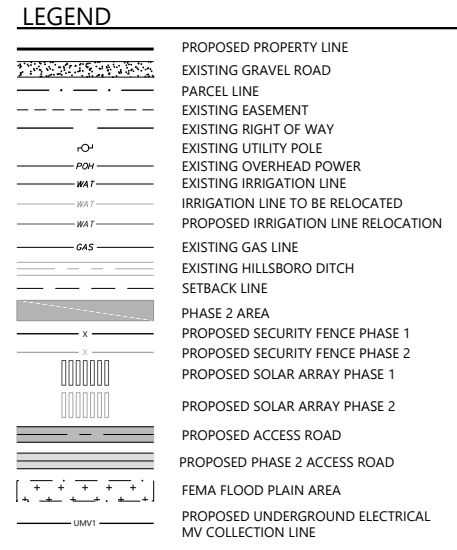 LEGEND
PROPOSED PROPERTY LINE
EXISTING GRAVEL ROAD
PARCEL LINE
EXISTING EASEMENT
EXISTING RIGHT OF WAY
EXISTING UTILITY POLE
POH EXISTING OVERHEAD POWER
WAT EXISTING IRRIGATION LINE
WAT IRRIGATION LINE TO BE RELOCATED
WAT PROPOSED IRRIGATION LINE RELOCATION
GAS EXISTING GAS LINE
EXISTING HILLSBORO DITCH
SETBACK LINE
PHASE 2 AREA
X PROPOSED SECURITY FENCE PHASE 1
X PROPOSED SECURITY FENCE PHASE 2
PROPOSED SOLAR ARRAY PHASE 1
PROPOSED SOLAR ARRAY PHASE 2
PROPOSED ACCESS ROAD
PROPOSED PHASE 2 ACCESS ROAD
FEMA FLOOD PLAIN AREA
UMV1 PROPOSED UNDERGROUND ELECTRICAL
MV COLLECTION LINE